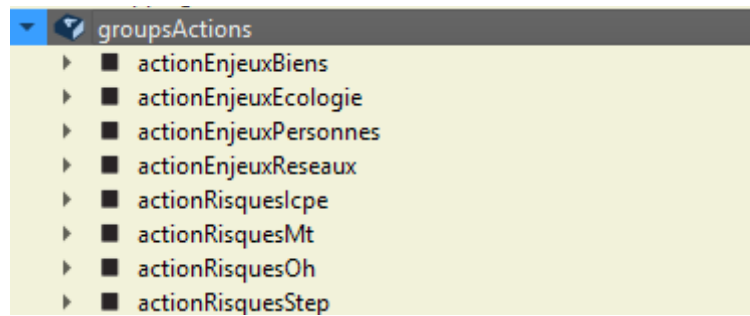 groupsActions
actionEnjeuxBiens
actionEnjeuxEcologie
actionEnjeuxPersonnes
actionEnjeuxReseaux
actionRisquesIcpe
actionRisquesMt
actionRisquesOh
actionRisquesStep